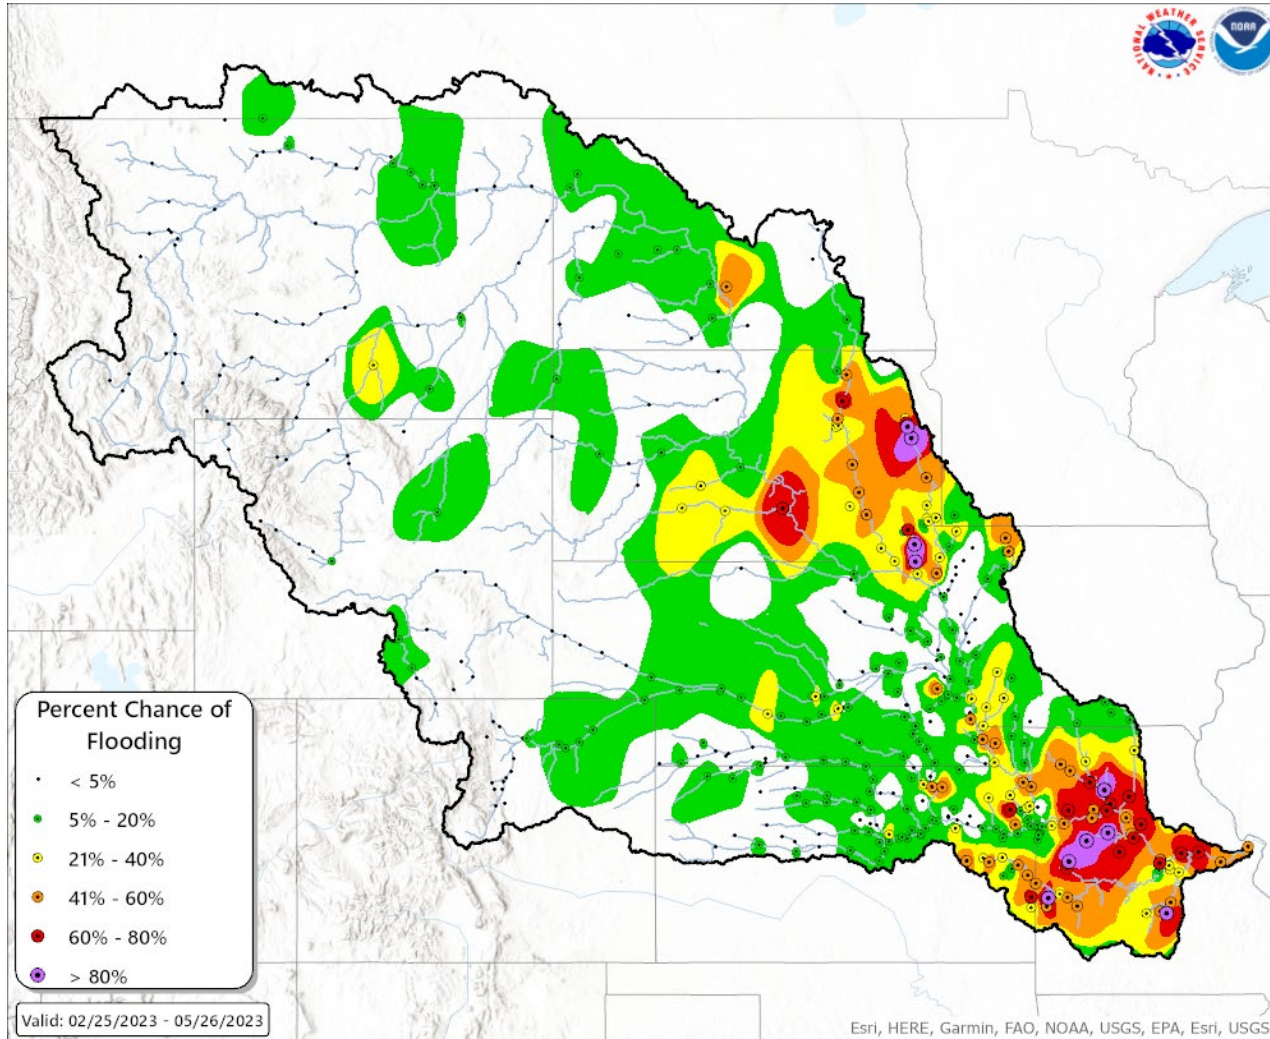 NATIONAL WEATHER SERVICE
NOAA
Percent Chance of
Flooding
< 5%
5% - 20%
21% - 40%
41% - 60%
60% - 80%
> 80%
Valid: 02/25/2023 - 05/26/2023
Esri, HERE, Garmin, FAO, NOAA, USGS, EPA, Esri, USGS